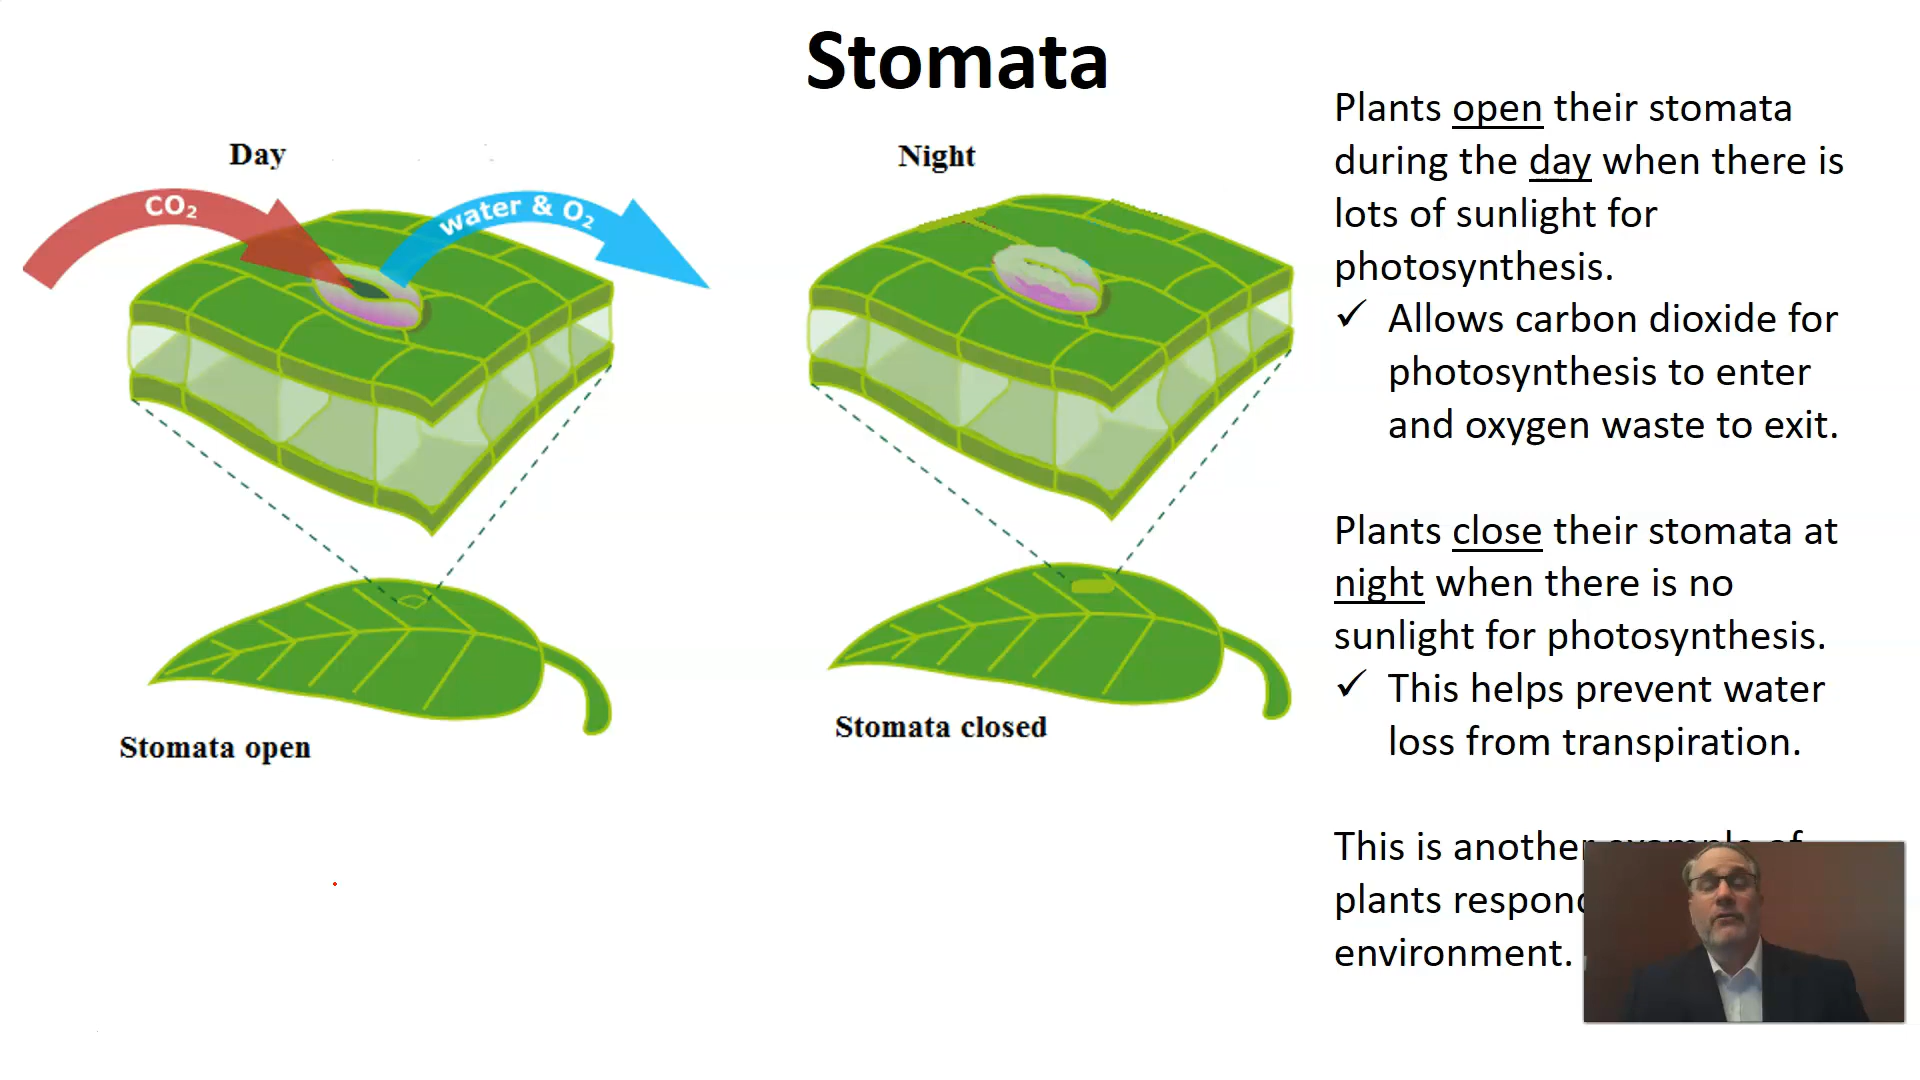 Stomata
Day
CO₂
water & O₂
Stomata open
Night
Stomata closed
Plants open their stomata
during the day when there is
lots of sunlight for
photosynthesis.
✓ Allows carbon dioxide for
photosynthesis to enter
and oxygen waste to exit.
Plants close their stomata at
night when there is no
sunlight for photosynthesis.
✓ This helps prevent water
loss from transpiration.
This is another example of
plants
environment.